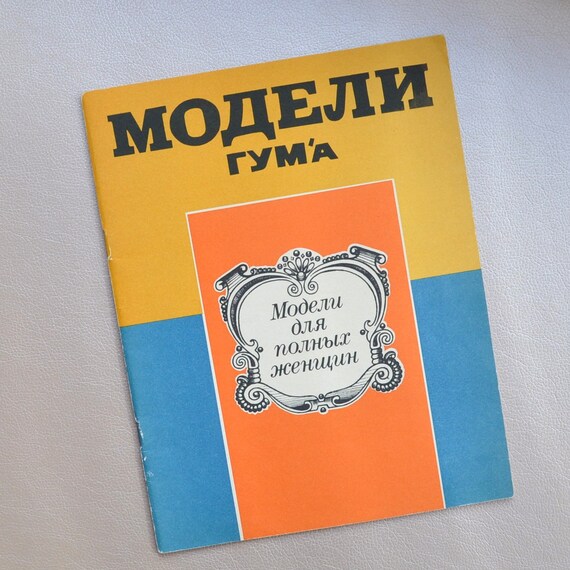 МОДЕЛИ
ГУМ'А
Модели
для
полных
женщин